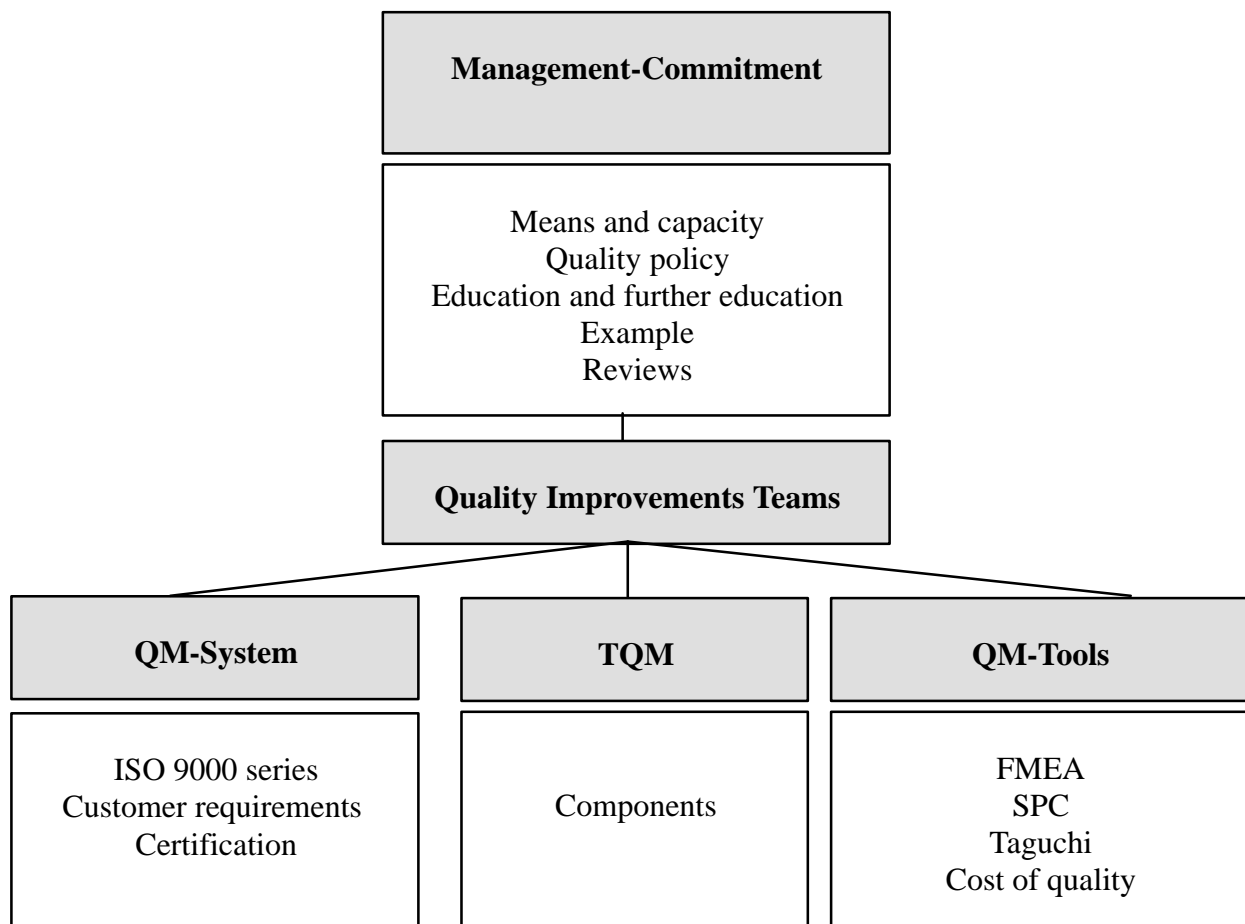 Management-Commitment
Means and capacity
Quality policy
Education and further education
Example
Reviews
Quality Improvements Teams
QM-System
ISO 9000 series
Customer requirements
Certification
TQM
Components
QM-Tools
FMEA
SPC
Taguchi
Cost of quality